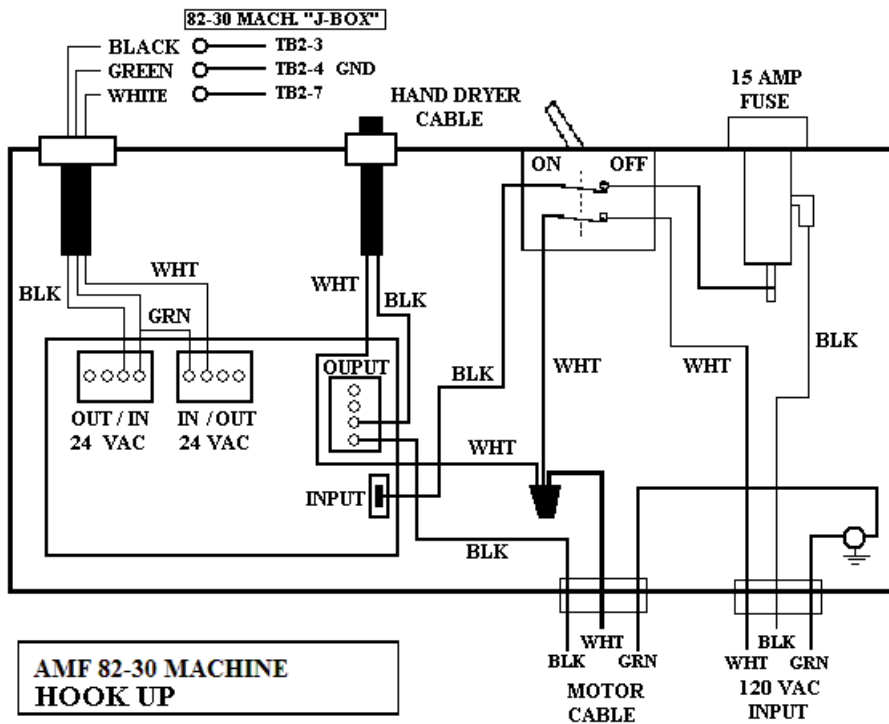 82-30 MACH. "J-BOX"
BLACK TB2-3
GREEN TB2-4 GND
WHITE TB2-7
HAND DRYER
CABLE
15 AMP
FUSE
ON OFF
WHT
BLK
GRN
WHT
BLK
OUPUT
OUT / IN
24 VAC
IN / OUT
24 VAC
INPUT
BLK
WHT
WHT
WHT
BLK
BLK
BLK WHT GRN
MOTOR
CABLE
WHT BLK GRN
120 VAC
INPUT
AMF 82-30 MACHINE
HOOK UP